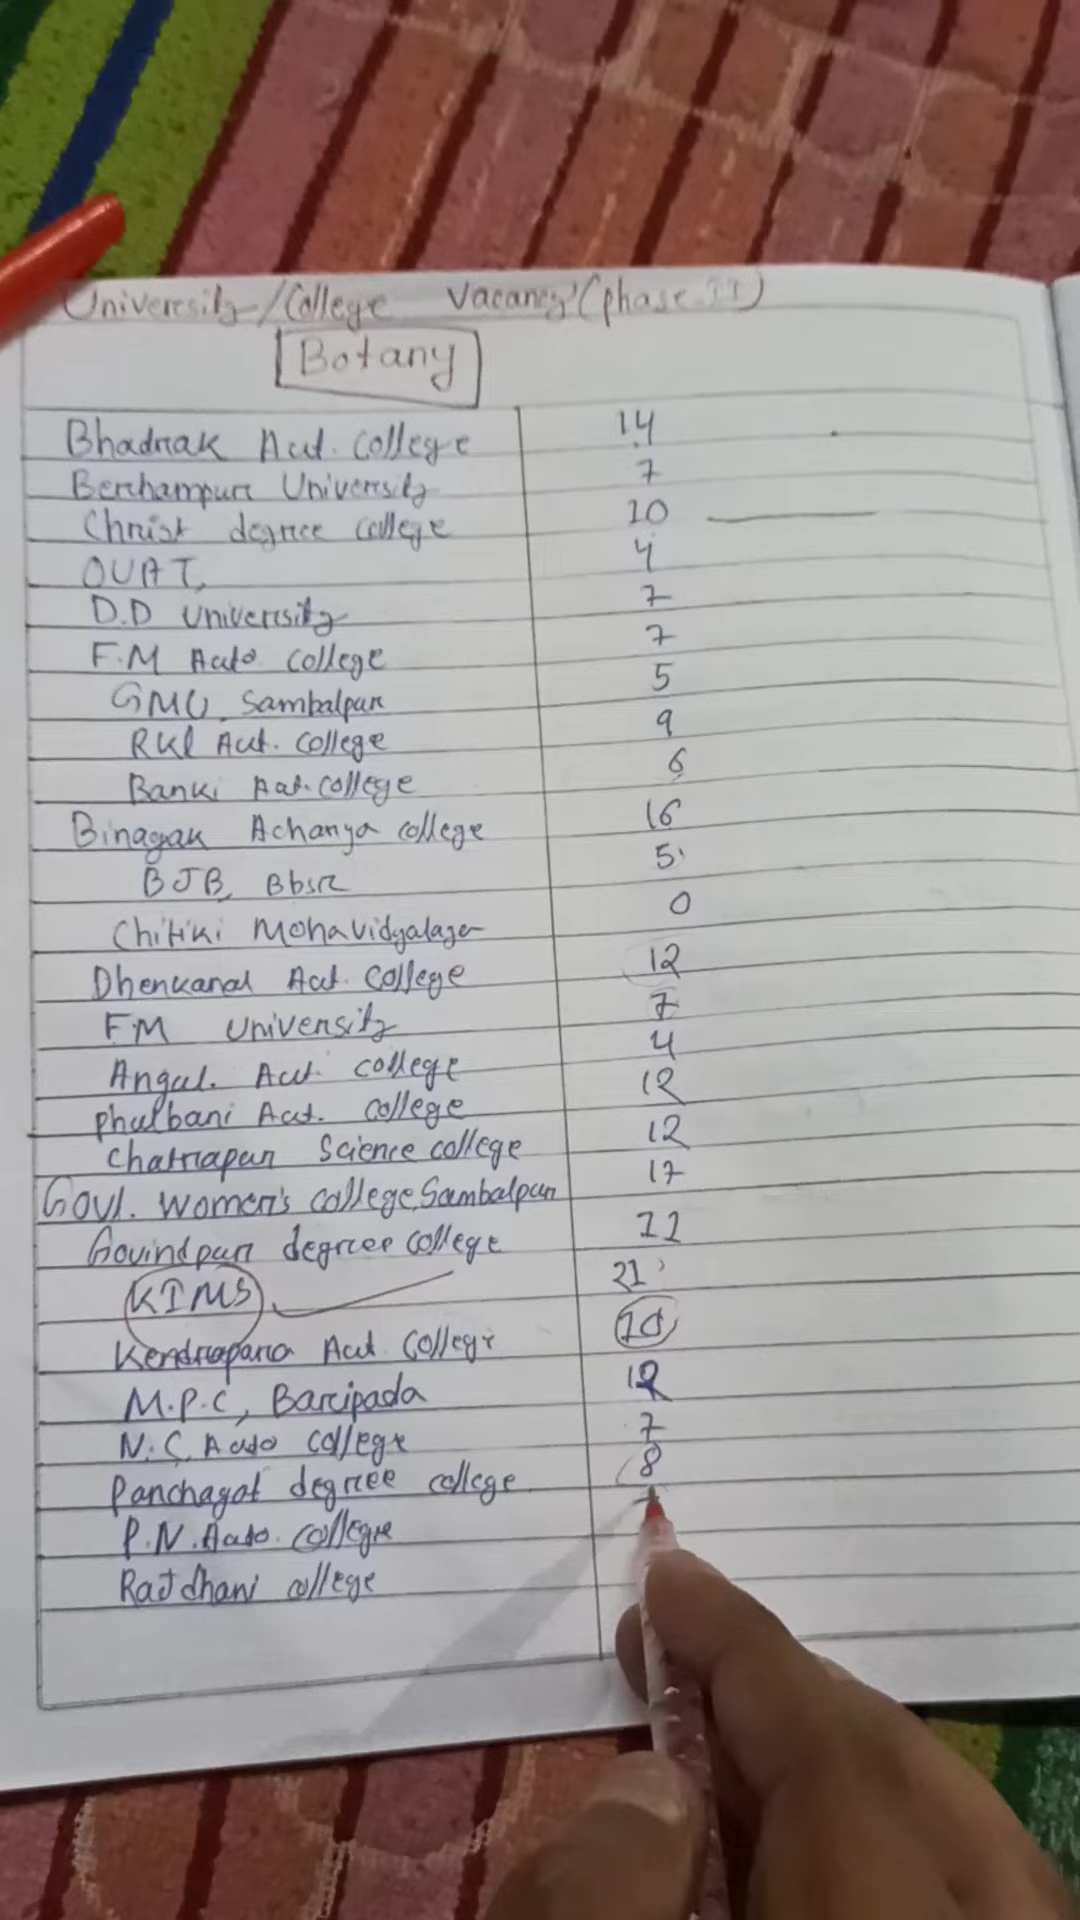 University/College Vacancy (phase-II)
Botany
Bhadrak Aut. College 14
Berhampur University 7
Christ degree college 10
OUAT, 4
D.D University 7
F.M Auto College 7
GMU, Sambalpur 5
RKL Aut. College 9
Banki Aut. College 6
Binayak Acharya college 16
BJB, Bbsr 5
Chitiki Mohavidyalaya 0
Dhenkanal Aut. College 12
F.M University 7
Angul. Aut. college 4
Phulbani Aut. College 12
Chatrapur Science college 12
Govt. Women's college, Sambalpur 17
Govindpur degree college 11
KIMS 21
Kendrapara Aut. College 10
M.P.C, Baripada 12
N.C, Auto college 7
Panchayat degree college 8
P.N. Auto. college
Rajdhani college